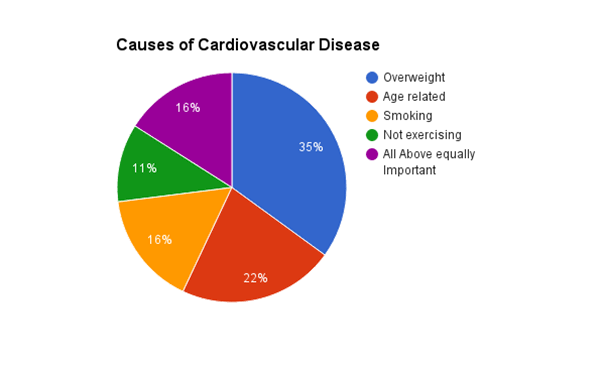 Causes of Cardiovascular Disease
Overweight
Age related
Smoking
Not exercising
All Above equally
Important
35%
22%
16%
11%
16%